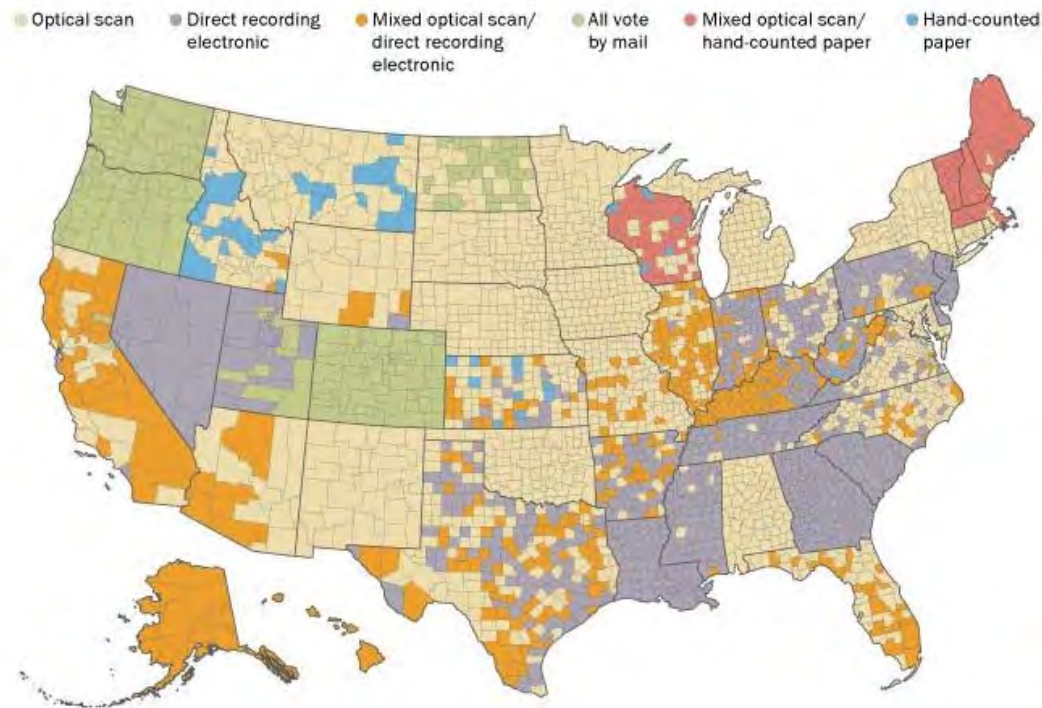 Optical scan
Direct recording
electronic
Mixed optical scan/
direct recording
electronic
All vote
by mail
Mixed optical scan/
hand-counted paper
Hand-counted
paper